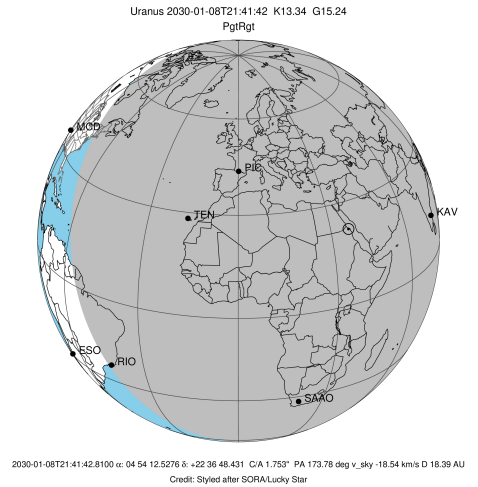 Uranus 2030-01-08T21:41:42 K13.34 G15.24
PgtRgt
MCD
PIC
TEN
KAV
ESO
RIO
SAAO
2030-01-08T21:41:42.8100 α: 04 54 12.5276 δ: +22 36 48.431 C/A 1.753" PA 173.78 deg v_sky -18.54 km/s D 18.39 AU
Credit: Styled after SORA/Lucky Star